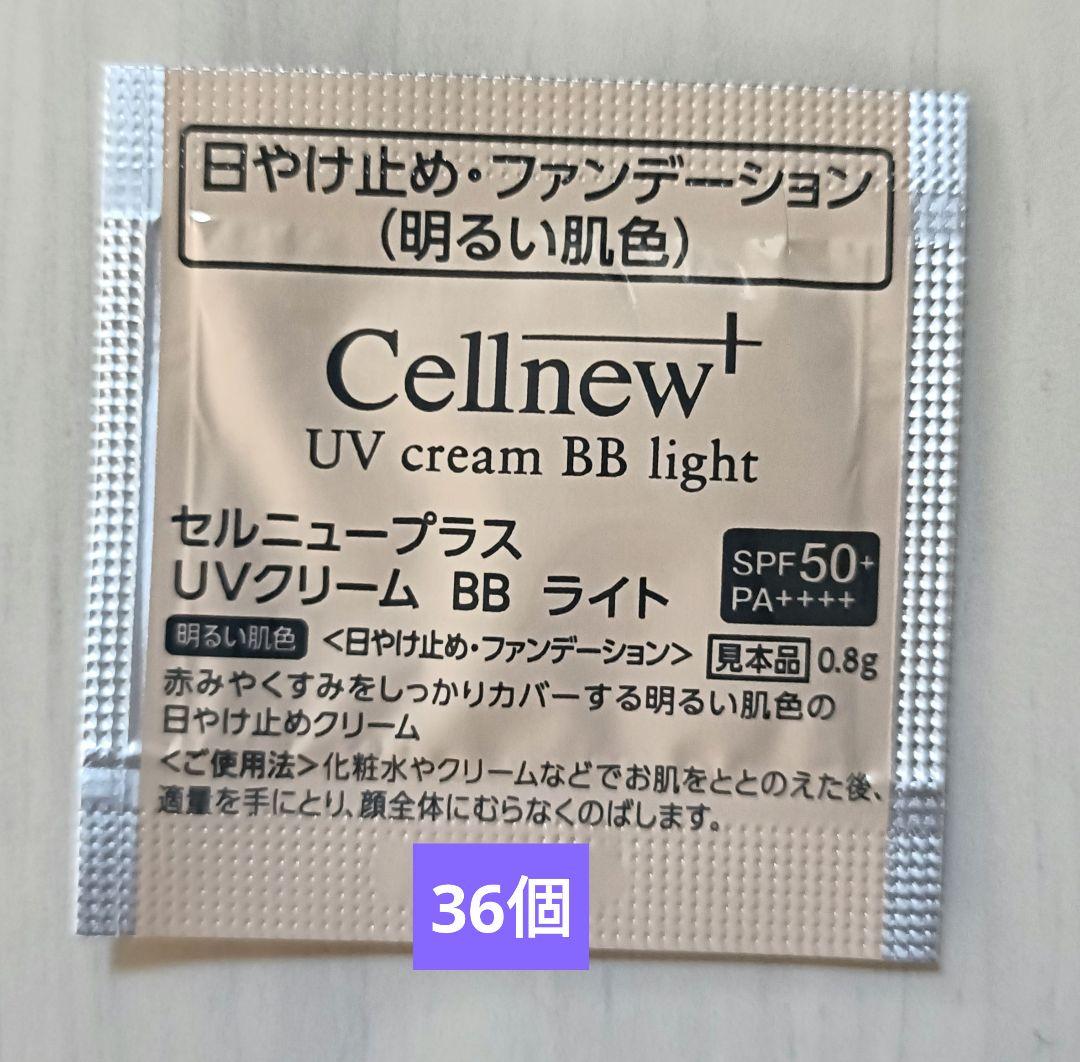 日やけ止め・ファンデーション
(明るい肌色)
Cellnew+
UV cream BB light
セルニュープラス
UVクリーム BB ライト
SPF50+
PA++++
明るい肌色 <日やけ止め・ファンデーション> 見本品 0.8g
赤みやくすみをしっかりカバーする明るい肌色の
日やけ止めクリーム
<ご使用法>化粧水やクリームなどでお肌をととのえた後、
適量を手にとり、顔全体にむらなくのばします。
36個